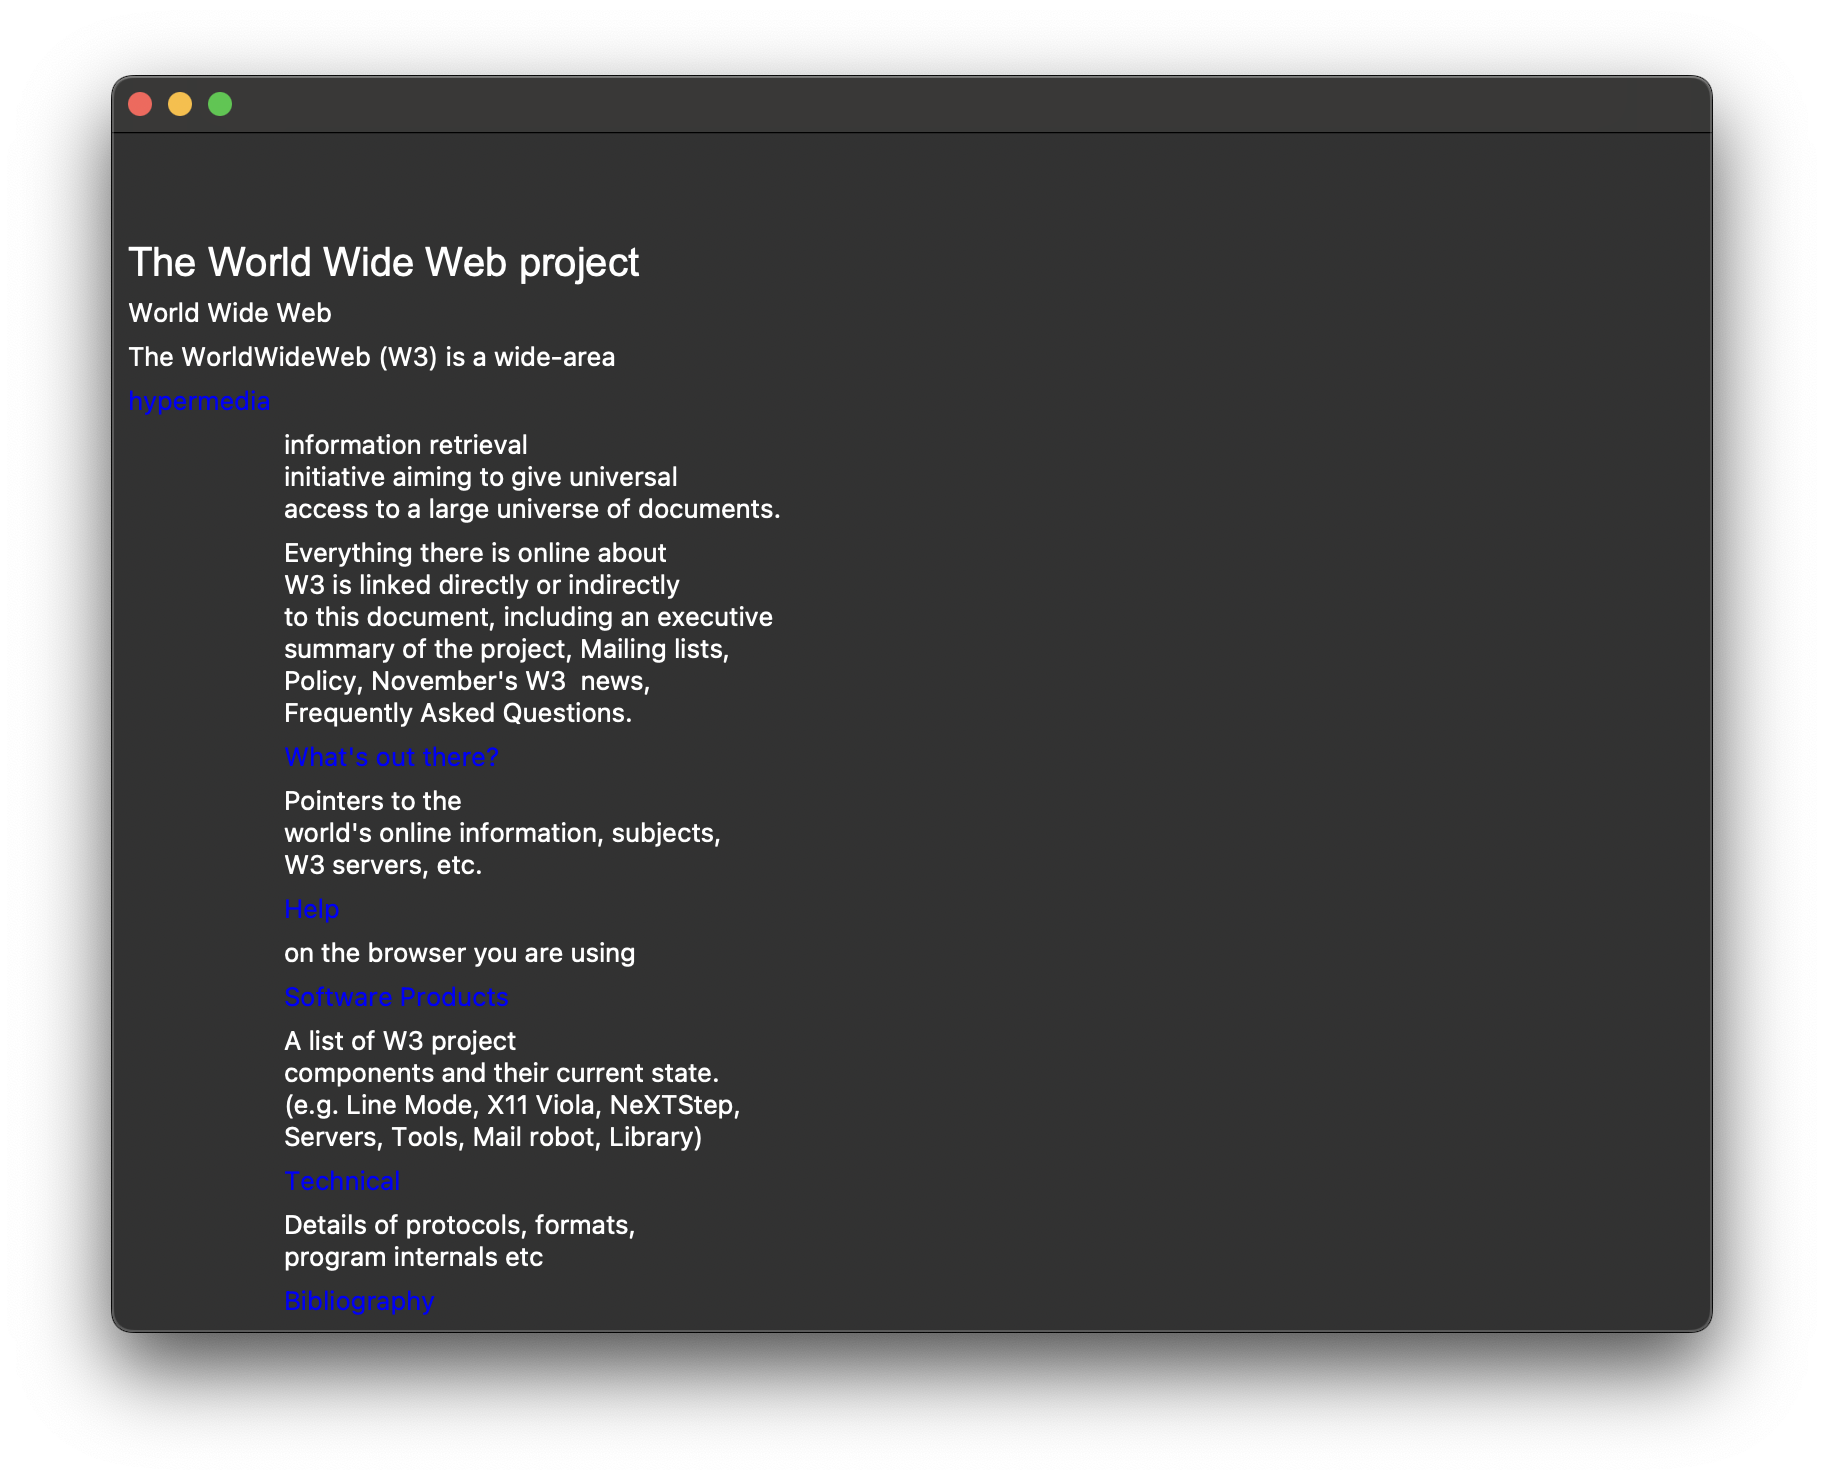 The World Wide Web project
World Wide Web
The WorldWideWeb (W3) is a wide-area
hypermedia
information retrieval
initiative aiming to give universal
access to a large universe of documents.
Everything there is online about
W3 is linked directly or indirectly
to this document, including an executive
summary of the project, Mailing lists,
Policy, November's W3  news,
Frequently Asked Questions.
What's out there?
Pointers to the
world's online information, subjects,
W3 servers, etc.
Help
on the browser you are using
Software Products
A list of W3 project
components and their current state.
(e.g. Line Mode, X11 Viola, NeXTStep,
Servers, Tools, Mail robot, Library)
Technical
Details of protocols, formats,
program internals etc
Bibliography